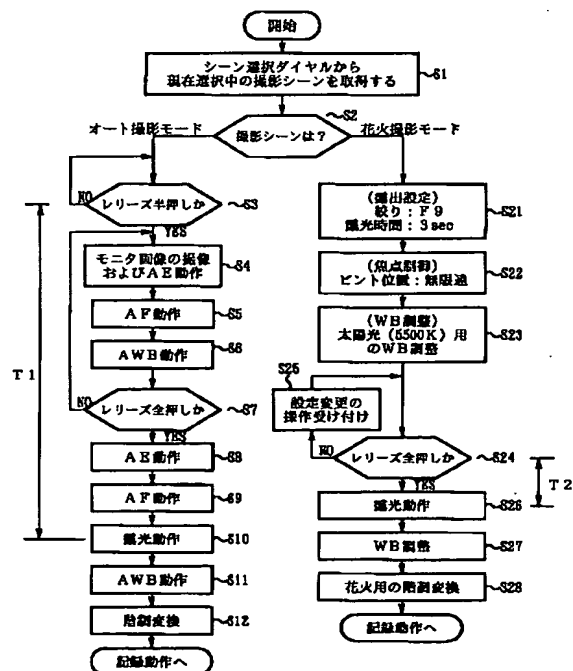 開始
シーン選択ダイヤルから
現在選択中の撮影シーンを取得する
S1
S2
撮影シーンは?
オート撮影モード
花火撮影モード
NO
レリーズ半押しか
S3
YES
モニタ画像の撮像
およびAE動作
S4
AF動作
S5
AWB動作
S6
T1
NO
レリーズ全押しか
S7
YES
AE動作
S8
AF動作
S9
露光動作
S10
AWB動作
S11
階調変換
S12
記録動作へ
(露出設定)
絞り:F9
露光時間:3sec
S21
(焦点制御)
ピント位置:無限遠
S22
(WB調整)
太陽光(5500K)用
のWB調整
S23
S25
設定変更の
操作受け付け
NO
レリーズ全押しか
S24
YES
T2
露光動作
S26
WB調整
S27
花火用の階調変換
S28
記録動作へ